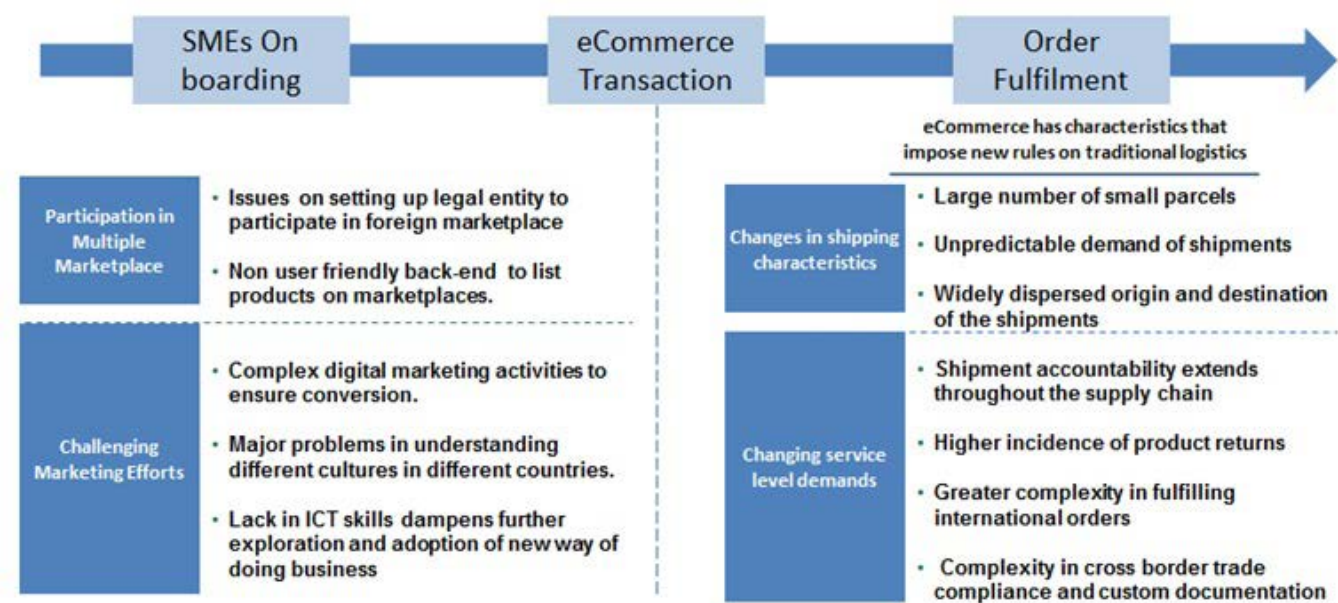 SMEs On
boarding
eCommerce
Transaction
Order
Fulfilment
eCommerce has characteristics that
impose new rules on traditional logistics
Participation in
Multiple
Marketplace
• Issues on setting up legal entity to
participate in foreign marketplace
• Non user friendly back-end to list
products on marketplaces.
Challenging
Marketing Efforts
• Complex digital marketing activities to
ensure conversion.
• Major problems in understanding
different cultures in different countries.
• Lack in ICT skills dampens further
exploration and adoption of new way of
doing business
Changes in shipping
characteristics
• Large number of small parcels
• Unpredictable demand of shipments
• Widely dispersed origin and destination
of the shipments
Changing service
level demands
• Shipment accountability extends
throughout the supply chain
• Higher incidence of product returns
• Greater complexity in fulfilling
international orders
• Complexity in cross border trade
compliance and custom documentation